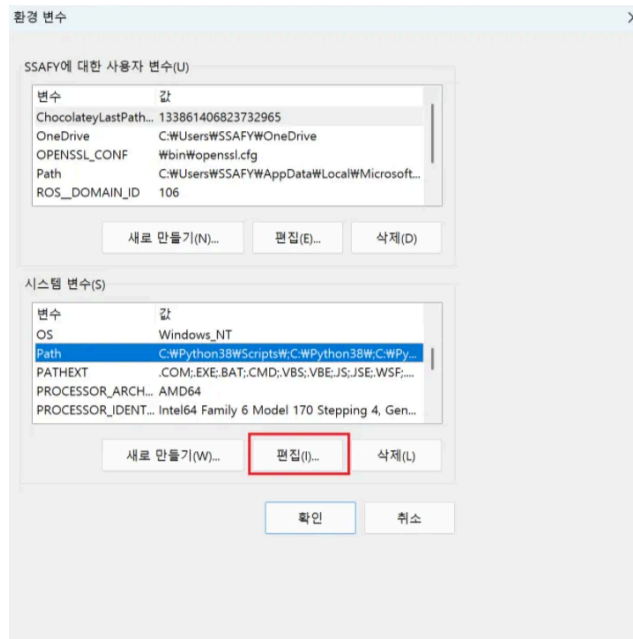 환경 변수
SSAFY에 대한 사용자 변수(U)
변수 값
ChocolateyLastPath... 133861406823732965
OneDrive C:₩Users₩SSAFY₩OneDrive
OPENSSL_CONF ₩bin₩openssl.cfg
Path C:₩Users₩SSAFY₩AppData₩Local₩Microsoft...
ROS__DOMAIN_ID 106
새로 만들기(N)... 편집(E)... 삭제(D)
시스템 변수(S)
변수 값
OS Windows_NT
Path C:₩Python38₩Scripts₩;C:₩Python38₩;C:₩Py...
PATHEXT .COM;.EXE;.BAT;.CMD;.VBS;.VBE;.JS;.JSE;.WSF;....
PROCESSOR_ARCH... AMD64
PROCESSOR_IDENT... Intel64 Family 6 Model 170 Stepping 4, Gen...
새로 만들기(W)... 편집(I)... 삭제(L)
확인 취소